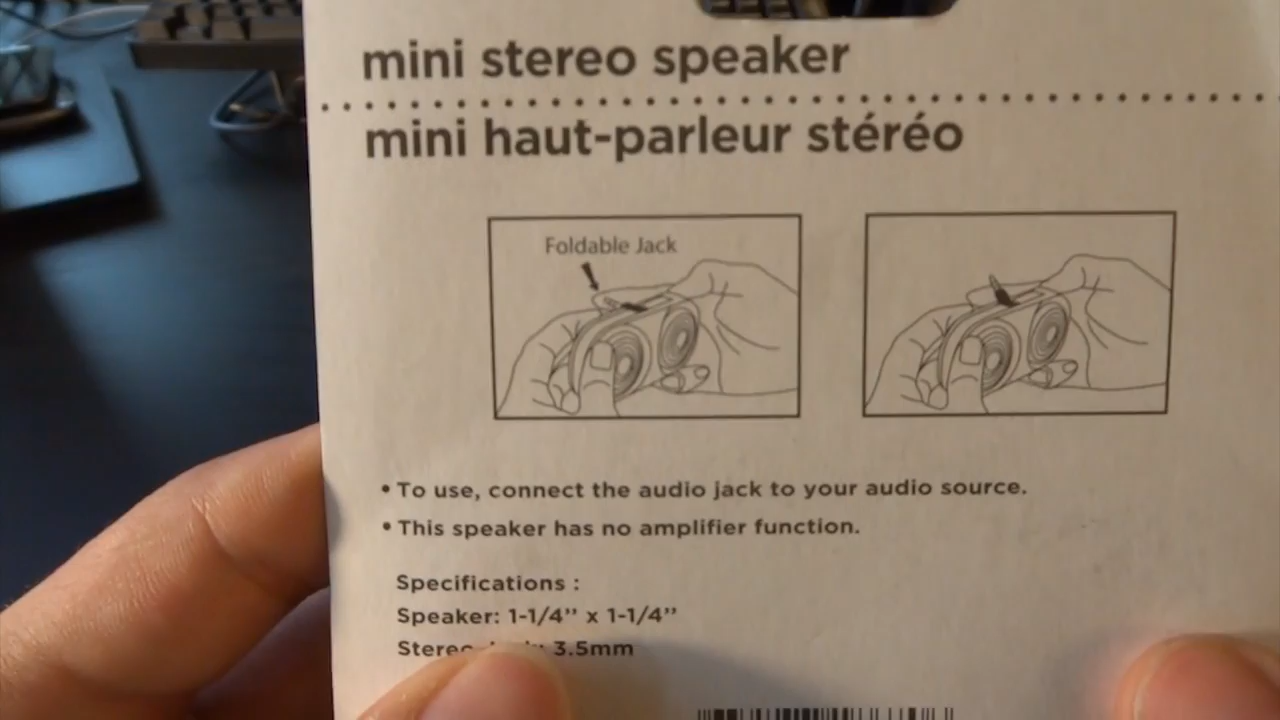 mini stereo speaker
mini haut-parleur stéréo
Foldable Jack
• To use, connect the audio jack to your audio source.
• This speaker has no amplifier function.
Specifications :
Speaker: 1-1/4” x 1-1/4”
3.5mm